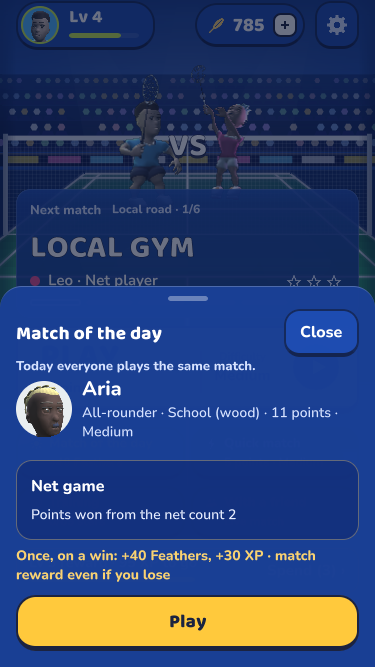 Lv 4
785
VS
Next match Local road · 1/6
LOCAL GYM
Leo · Net player
Match of the day
Close
Today everyone plays the same match.
Aria
All-rounder · School (wood) · 11 points ·
Medium
Net game
Points won from the net count 2
Once, on a win: +40 Feathers, +30 XP · match
reward even if you lose
Play